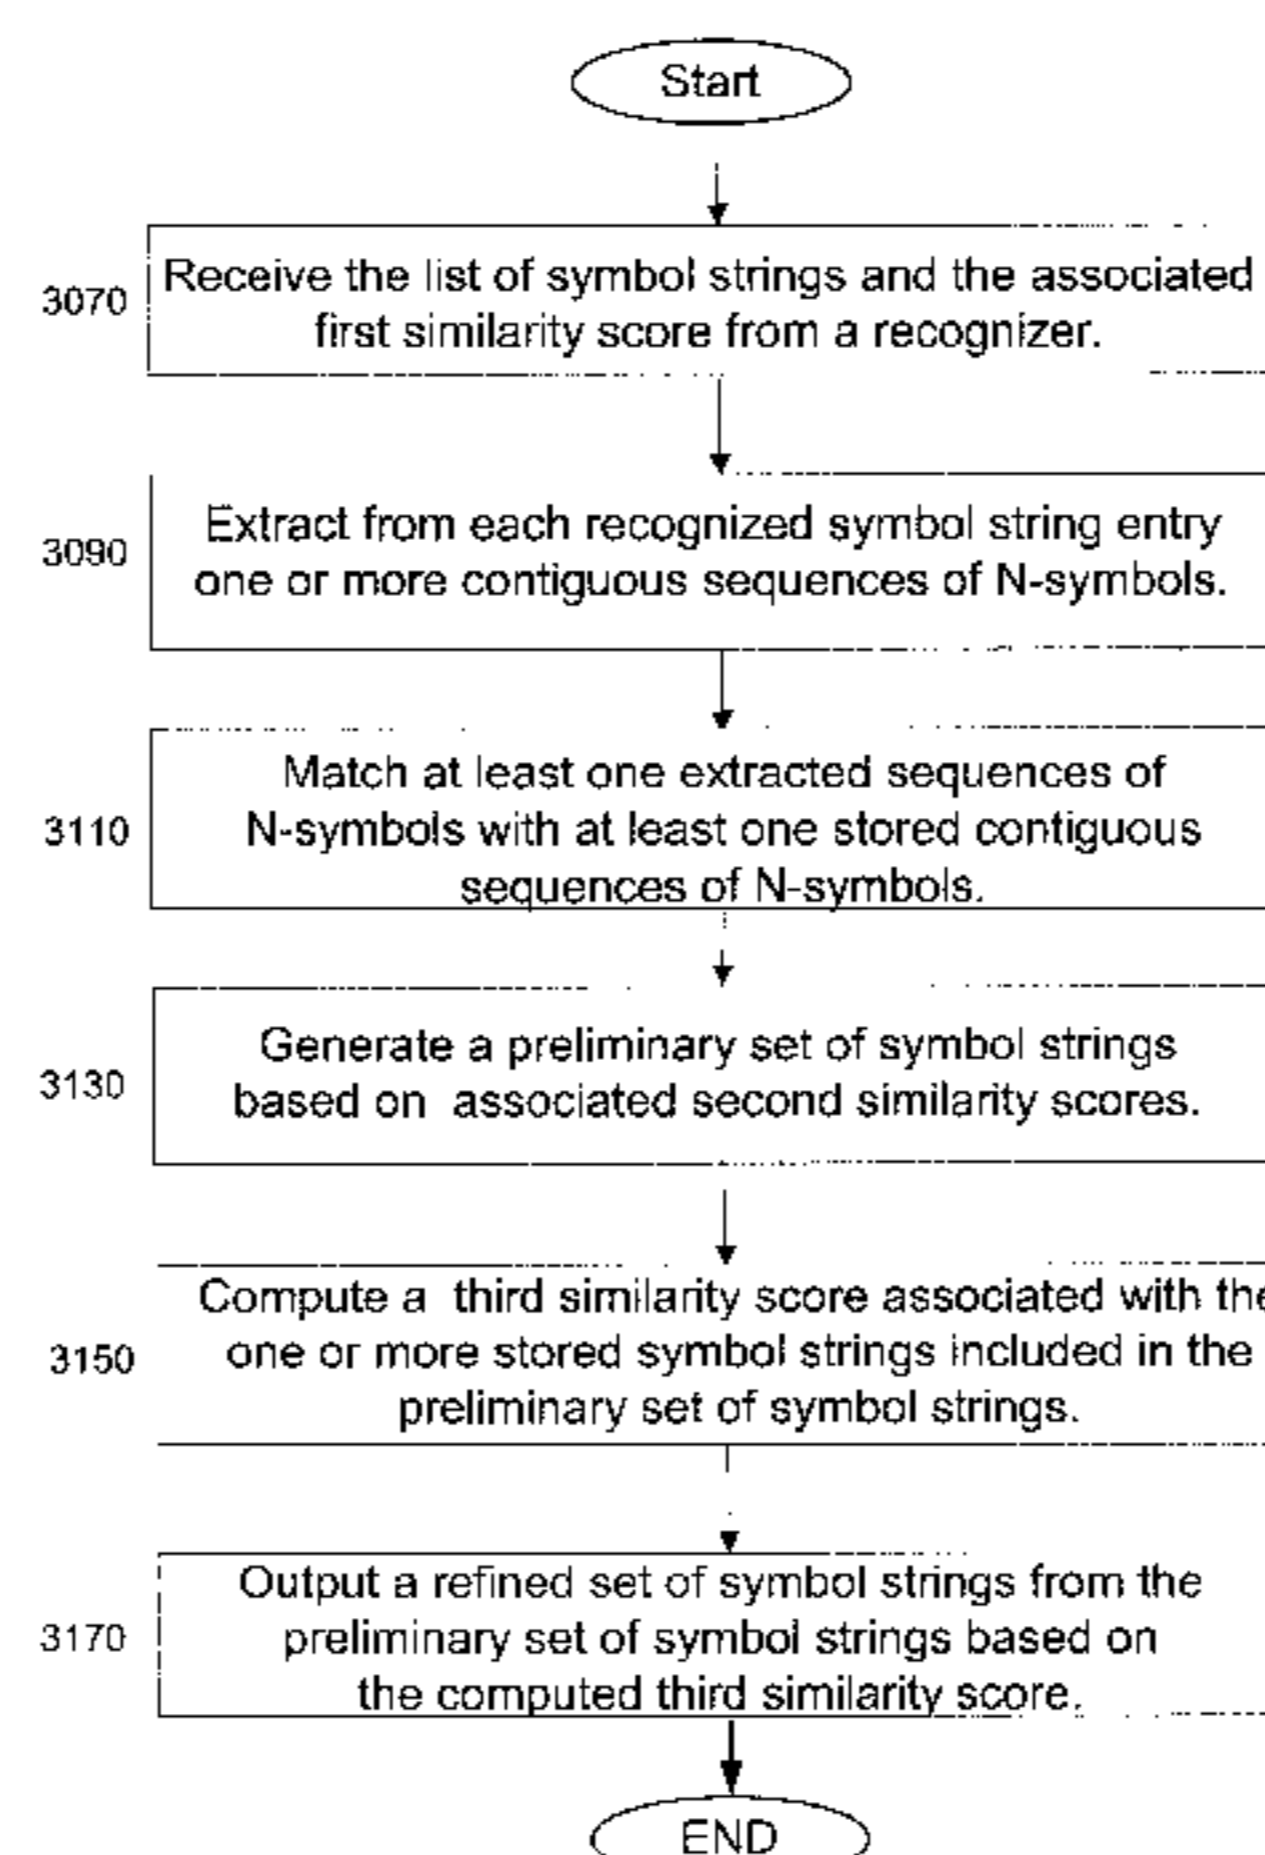 Start
3070
Receive the list of symbol strings and the associated
first similarity score from a recognizer.
3090
Extract from each recognized symbol string entry
one or more contiguous sequences of N-symbols.
3110
Match at least one extracted sequences of
N-symbols with at least one stored contiguous
sequences of N-symbols.
3130
Generate a preliminary set of symbol strings
based on associated second similarity scores.
3150
Compute a third similarity score associated with the
one or more stored symbol strings included in the
preliminary set of symbol strings.
3170
Output a refined set of symbol strings from the
preliminary set of symbol strings based on
the computed third similarity score.
END